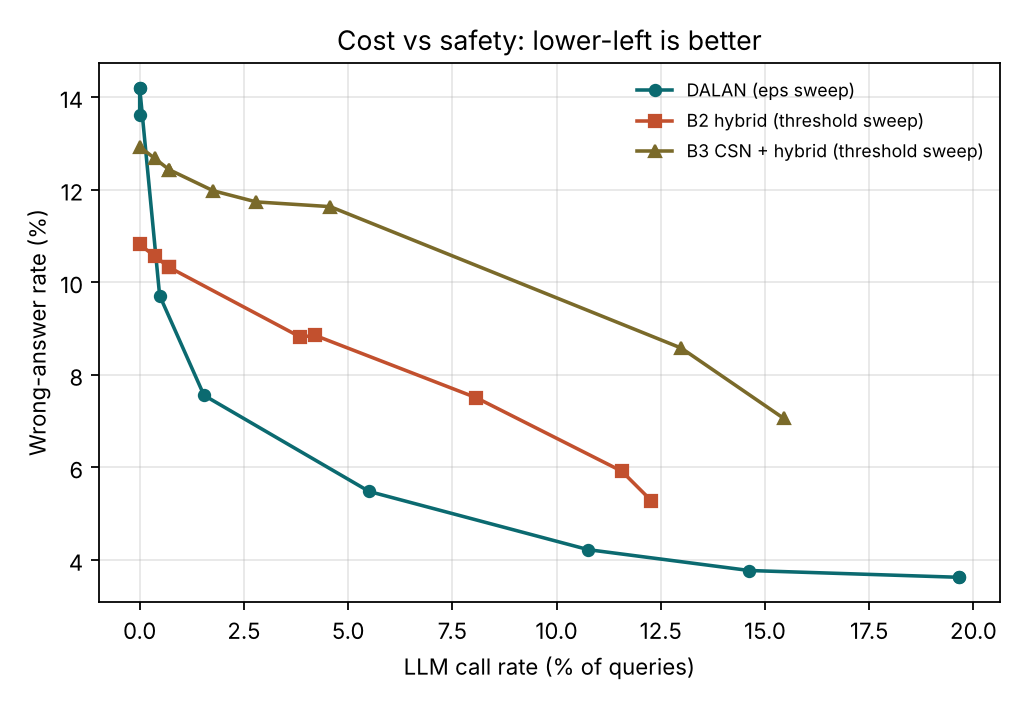 Cost vs safety: lower-left is better
DALAN (eps sweep)
B2 hybrid (threshold sweep)
B3 CSN + hybrid (threshold sweep)
Wrong-answer rate (%)
14
12
10
8
6
4
0.0 2.5 5.0 7.5 10.0 12.5 15.0 17.5 20.0
LLM call rate (% of queries)